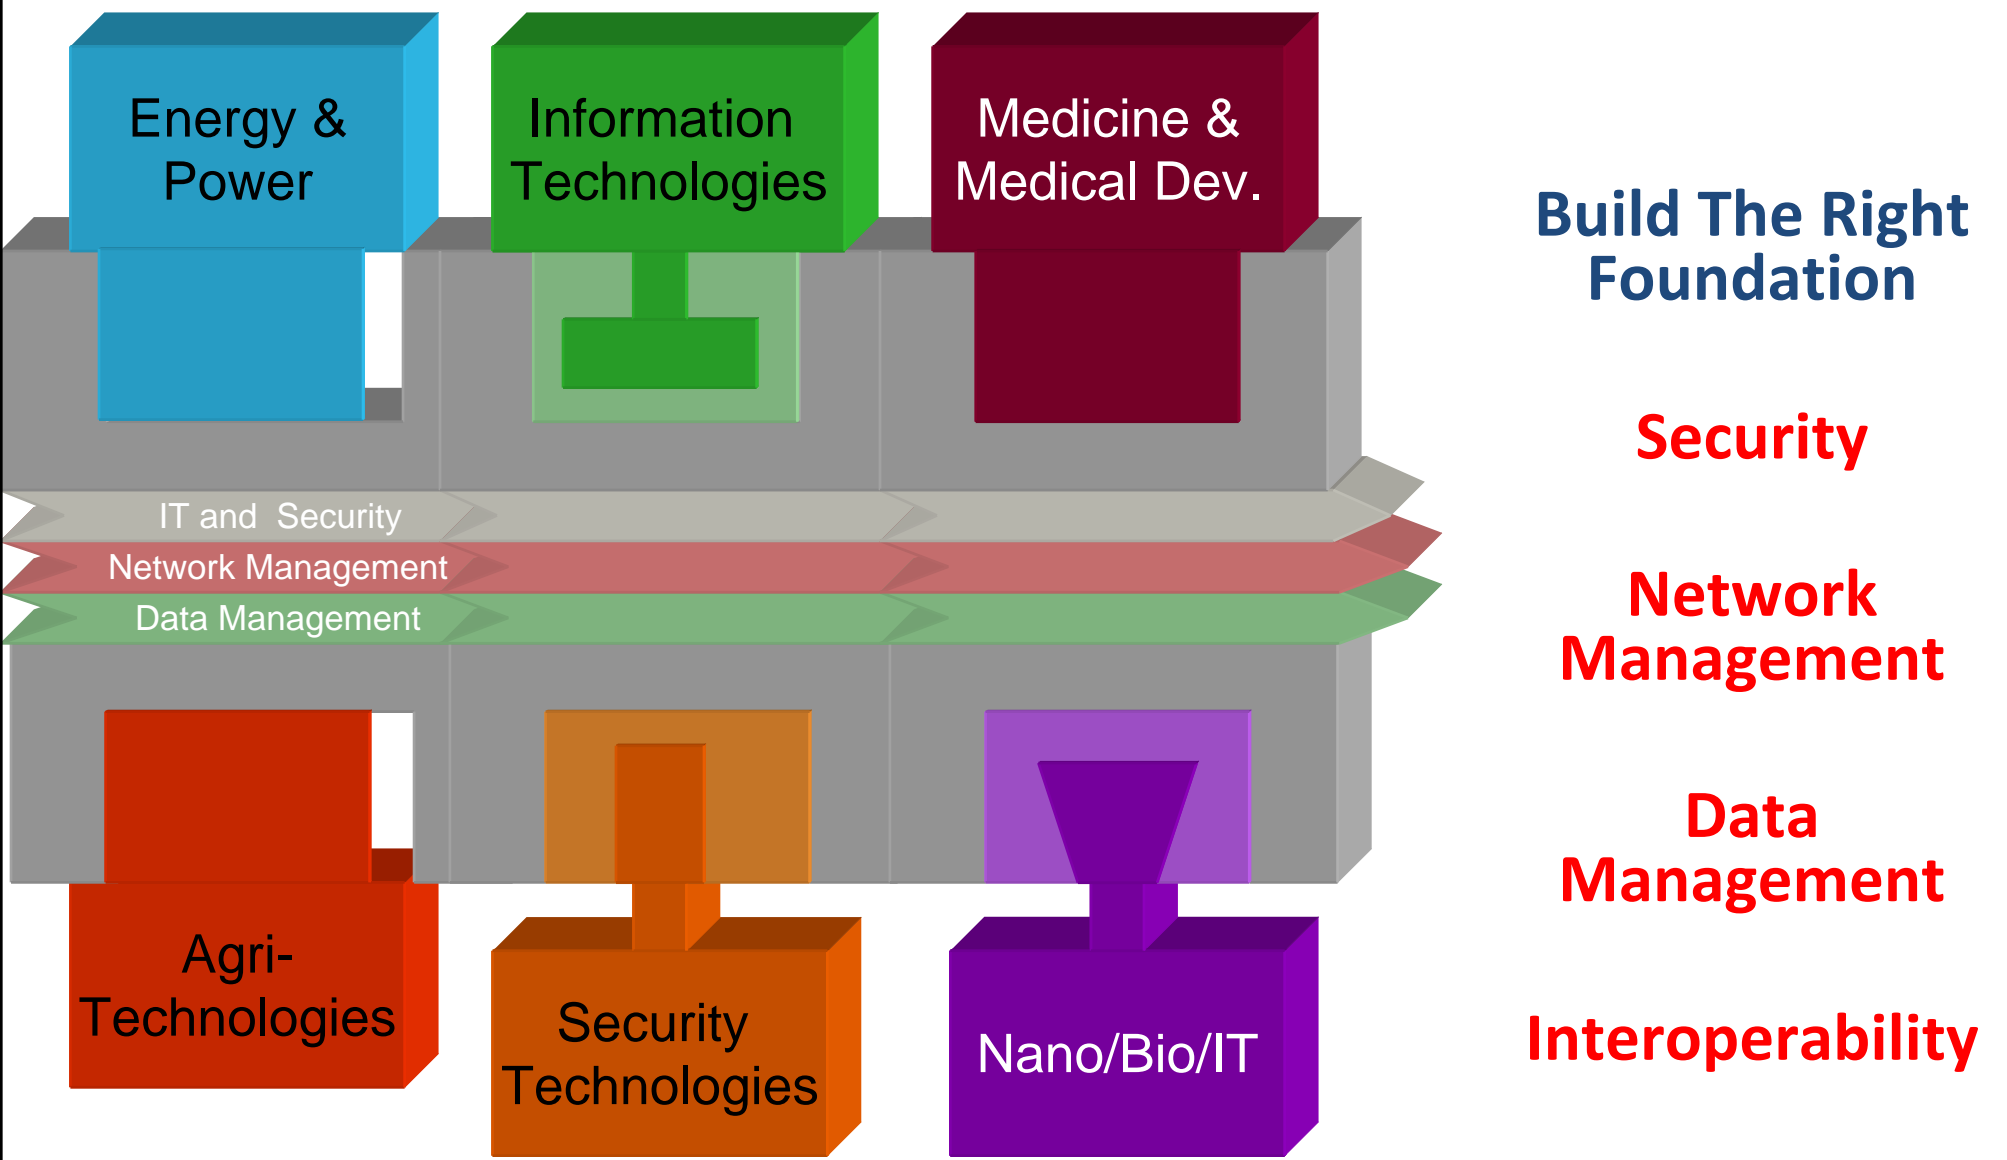 Energy &
Power
Information
Technologies
Medicine &
Medical Dev.
Build The Right
Foundation
Security
IT and  Security
Network Management
Data Management
Network
Management
Data
Management
Agri-
Technologies
Security
Technologies
Nano/Bio/IT
Interoperability